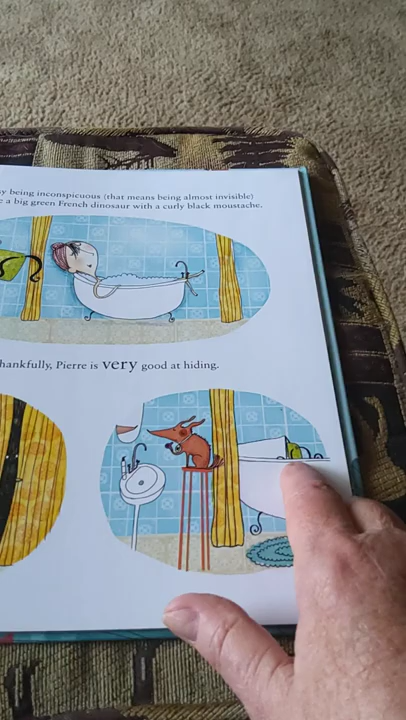 y being inconspicuous (that means being almost invisible)
e a big green French dinosaur with a curly black moustache.
hankfully, Pierre is very good at hiding.